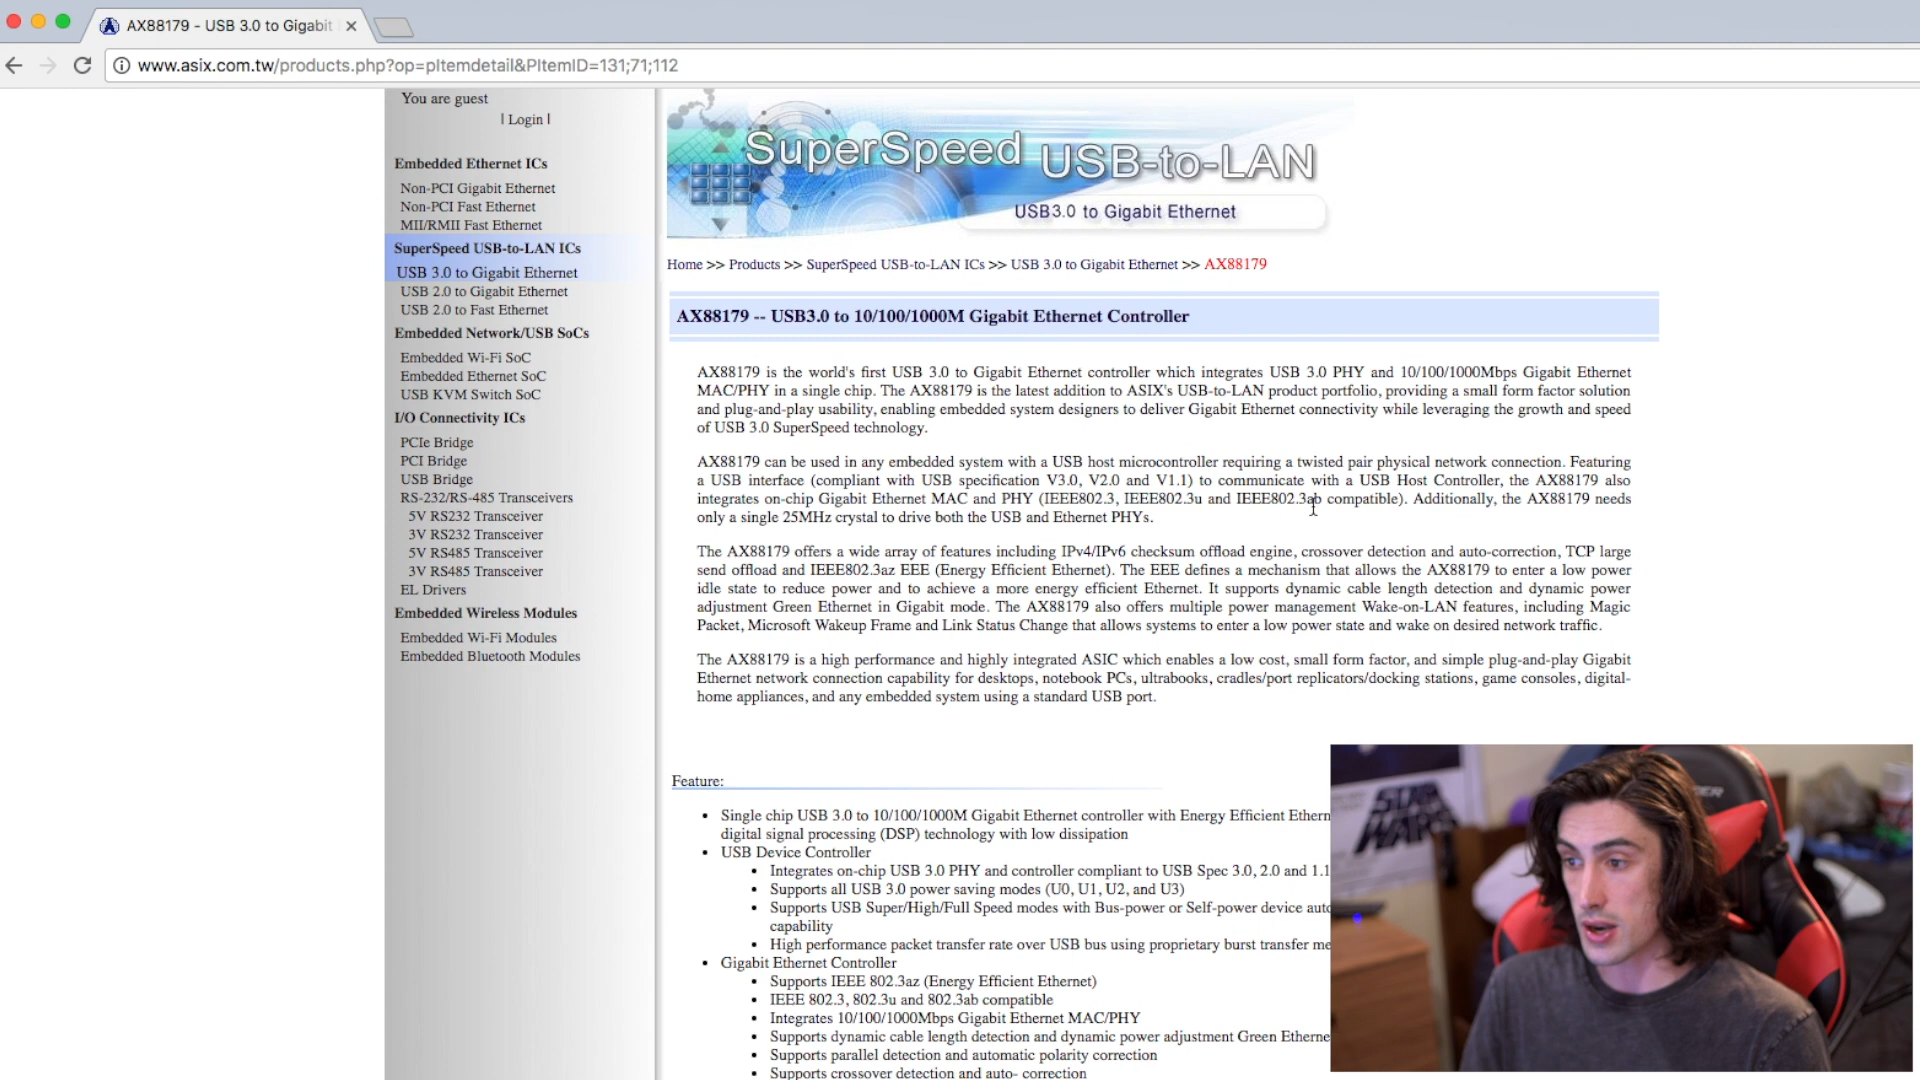 AX88179 - USB 3.0 to Gigabit
www.asix.com.tw/products.php?op=pItemdetail&PItemID=131;71;112
You are guest
| Login |
Embedded Ethernet ICs
Non-PCI Gigabit Ethernet
Non-PCI Fast Ethernet
MII/RMII Fast Ethernet
SuperSpeed USB-to-LAN ICs
USB 3.0 to Gigabit Ethernet
USB 2.0 to Gigabit Ethernet
USB 2.0 to Fast Ethernet
Embedded Network/USB SoCs
Embedded Wi-Fi SoC
Embedded Ethernet SoC
USB KVM Switch SoC
I/O Connectivity ICs
PCIe Bridge
PCI Bridge
USB Bridge
RS-232/RS-485 Transceivers
5V RS232 Transceiver
3V RS232 Transceiver
5V RS485 Transceiver
3V RS485 Transceiver
EL Drivers
Embedded Wireless Modules
Embedded Wi-Fi Modules
Embedded Bluetooth Modules
SuperSpeed USB-to-LAN
USB3.0 to Gigabit Ethernet
Home >> Products >> SuperSpeed USB-to-LAN ICs >> USB 3.0 to Gigabit Ethernet >> AX88179
AX88179 -- USB3.0 to 10/100/1000M Gigabit Ethernet Controller
AX88179 is the world's first USB 3.0 to Gigabit Ethernet controller which integrates USB 3.0 PHY and 10/100/1000Mbps Gigabit Ethernet
MAC/PHY in a single chip. The AX88179 is the latest addition to ASIX's USB-to-LAN product portfolio, providing a small form factor solution
and plug-and-play usability, enabling embedded system designers to deliver Gigabit Ethernet connectivity while leveraging the growth and speed
of USB 3.0 SuperSpeed technology.
AX88179 can be used in any embedded system with a USB host microcontroller requiring a twisted pair physical network connection. Featuring
a USB interface (compliant with USB specification V3.0, V2.0 and V1.1) to communicate with a USB Host Controller, the AX88179 also
integrates on-chip Gigabit Ethernet MAC and PHY (IEEE802.3, IEEE802.3u and IEEE802.3ab compatible). Additionally, the AX88179 needs
only a single 25MHz crystal to drive both the USB and Ethernet PHYs.
The AX88179 offers a wide array of features including IPv4/IPv6 checksum offload engine, crossover detection and auto-correction, TCP large
send offload and IEEE802.3az EEE (Energy Efficient Ethernet). The EEE defines a mechanism that allows the AX88179 to enter a low power
idle state to reduce power and to achieve a more energy efficient Ethernet. It supports dynamic cable length detection and dynamic power
adjustment Green Ethernet in Gigabit mode. The AX88179 also offers multiple power management Wake-on-LAN features, including Magic
Packet, Microsoft Wakeup Frame and Link Status Change that allows systems to enter a low power state and wake on desired network traffic.
The AX88179 is a high performance and highly integrated ASIC which enables a low cost, small form factor, and simple plug-and-play Gigabit
Ethernet network connection capability for desktops, notebook PCs, ultrabooks, cradles/port replicators/docking stations, game consoles, digital-
home appliances, and any embedded system using a standard USB port.
Feature:
• Single chip USB 3.0 to 10/100/1000M Gigabit Ethernet controller with Energy Efficient Ethern
digital signal processing (DSP) technology with low dissipation
• USB Device Controller
• Integrates on-chip USB 3.0 PHY and controller compliant to USB Spec 3.0, 2.0 and 1.1
• Supports all USB 3.0 power saving modes (U0, U1, U2, and U3)
• Supports USB Super/High/Full Speed modes with Bus-power or Self-power device auto
capability
• High performance packet transfer rate over USB bus using proprietary burst transfer me
• Gigabit Ethernet Controller
• Supports IEEE 802.3az (Energy Efficient Ethernet)
• IEEE 802.3, 802.3u and 802.3ab compatible
• Integrates 10/100/1000Mbps Gigabit Ethernet MAC/PHY
• Supports dynamic cable length detection and dynamic power adjustment Green Etherne
• Supports parallel detection and automatic polarity correction
• Supports crossover detection and auto- correction
STAR
WARS